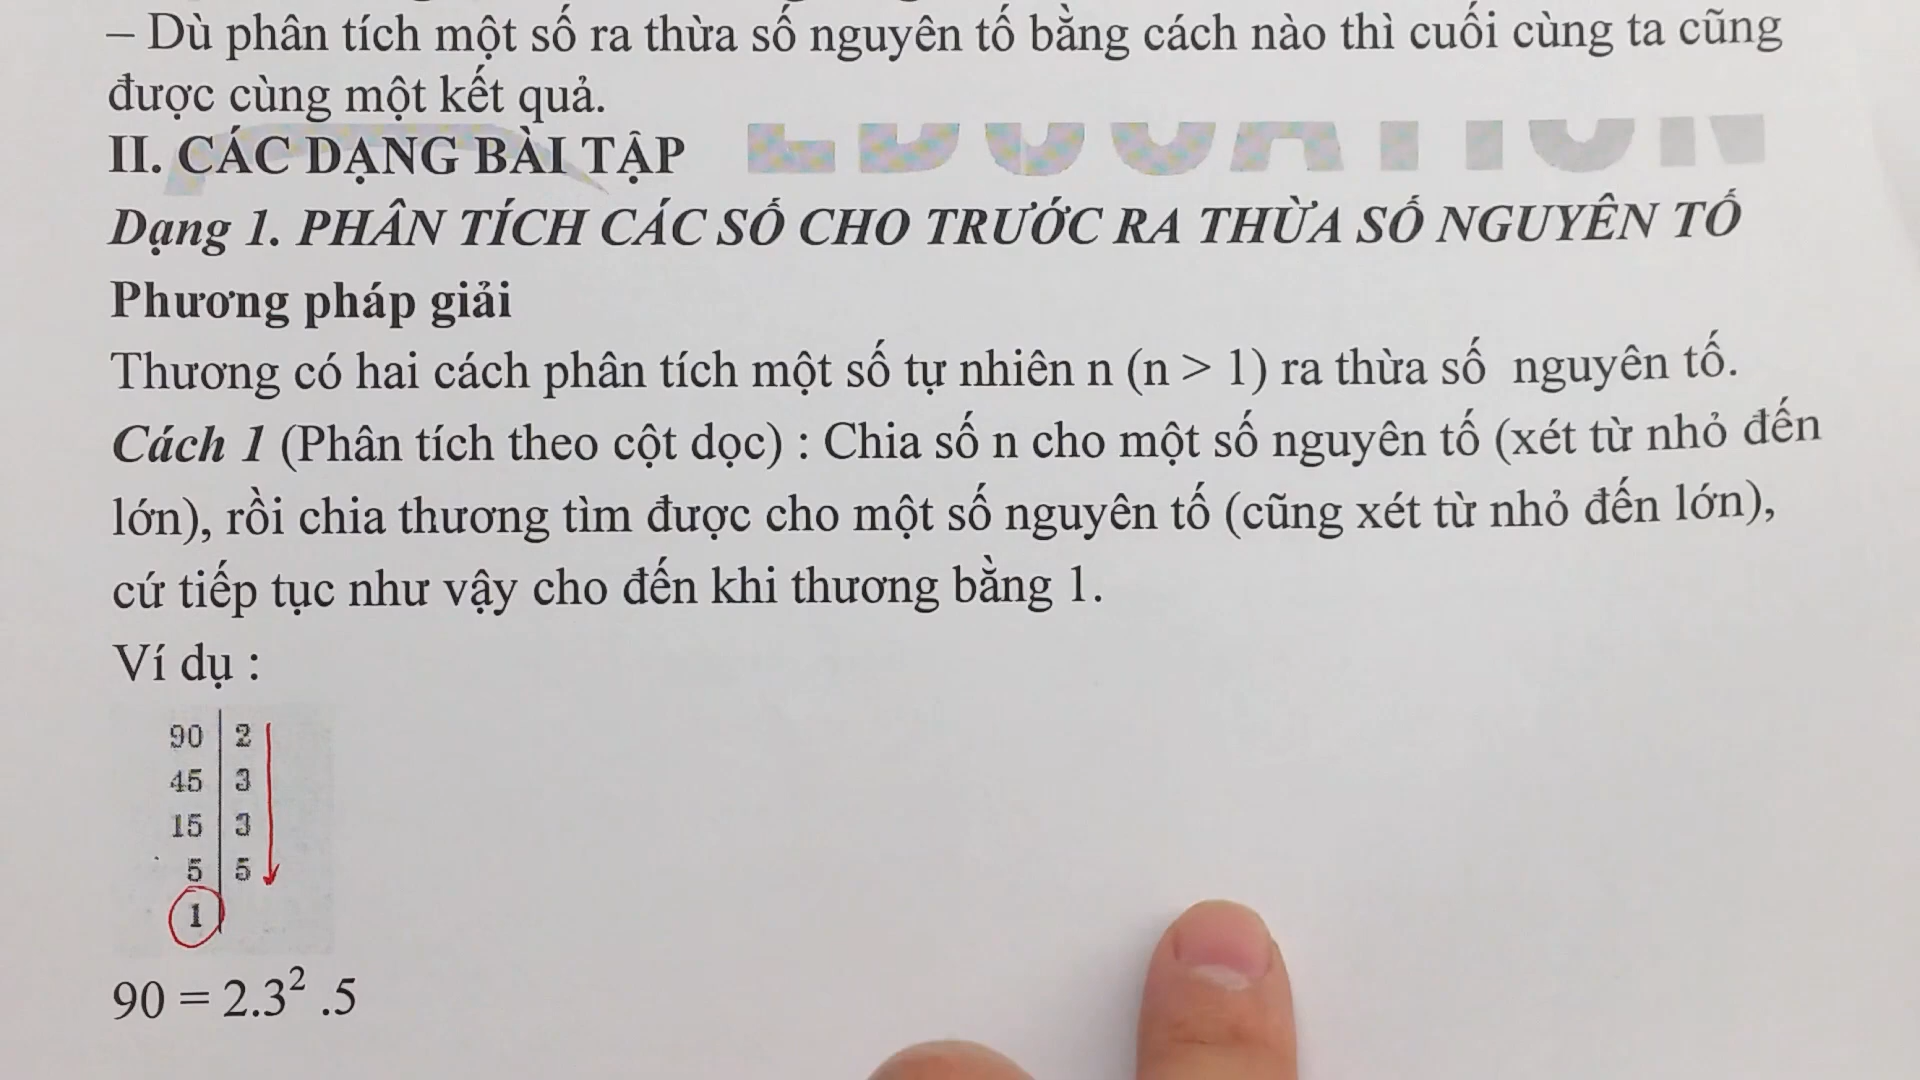 – Dù phân tích một số ra thừa số nguyên tố bằng cách nào thì cuối cùng ta cũng
được cùng một kết quả.
EDUCATION
II. CÁC DẠNG BÀI TẬP
Dạng 1. PHÂN TÍCH CÁC SỐ CHO TRƯỚC RA THỪA SỐ NGUYÊN TỐ
Phương pháp giải
Thương có hai cách phân tích một số tự nhiên n (n > 1) ra thừa số nguyên tố.
Cách 1 (Phân tích theo cột dọc) : Chia số n cho một số nguyên tố (xét từ nhỏ đến
lớn), rồi chia thương tìm được cho một số nguyên tố (cũng xét từ nhỏ đến lớn),
cứ tiếp tục như vậy cho đến khi thương bằng 1.
Ví dụ :
90 2
45 3
15 3
5 5
1
90 = 2.3² .5